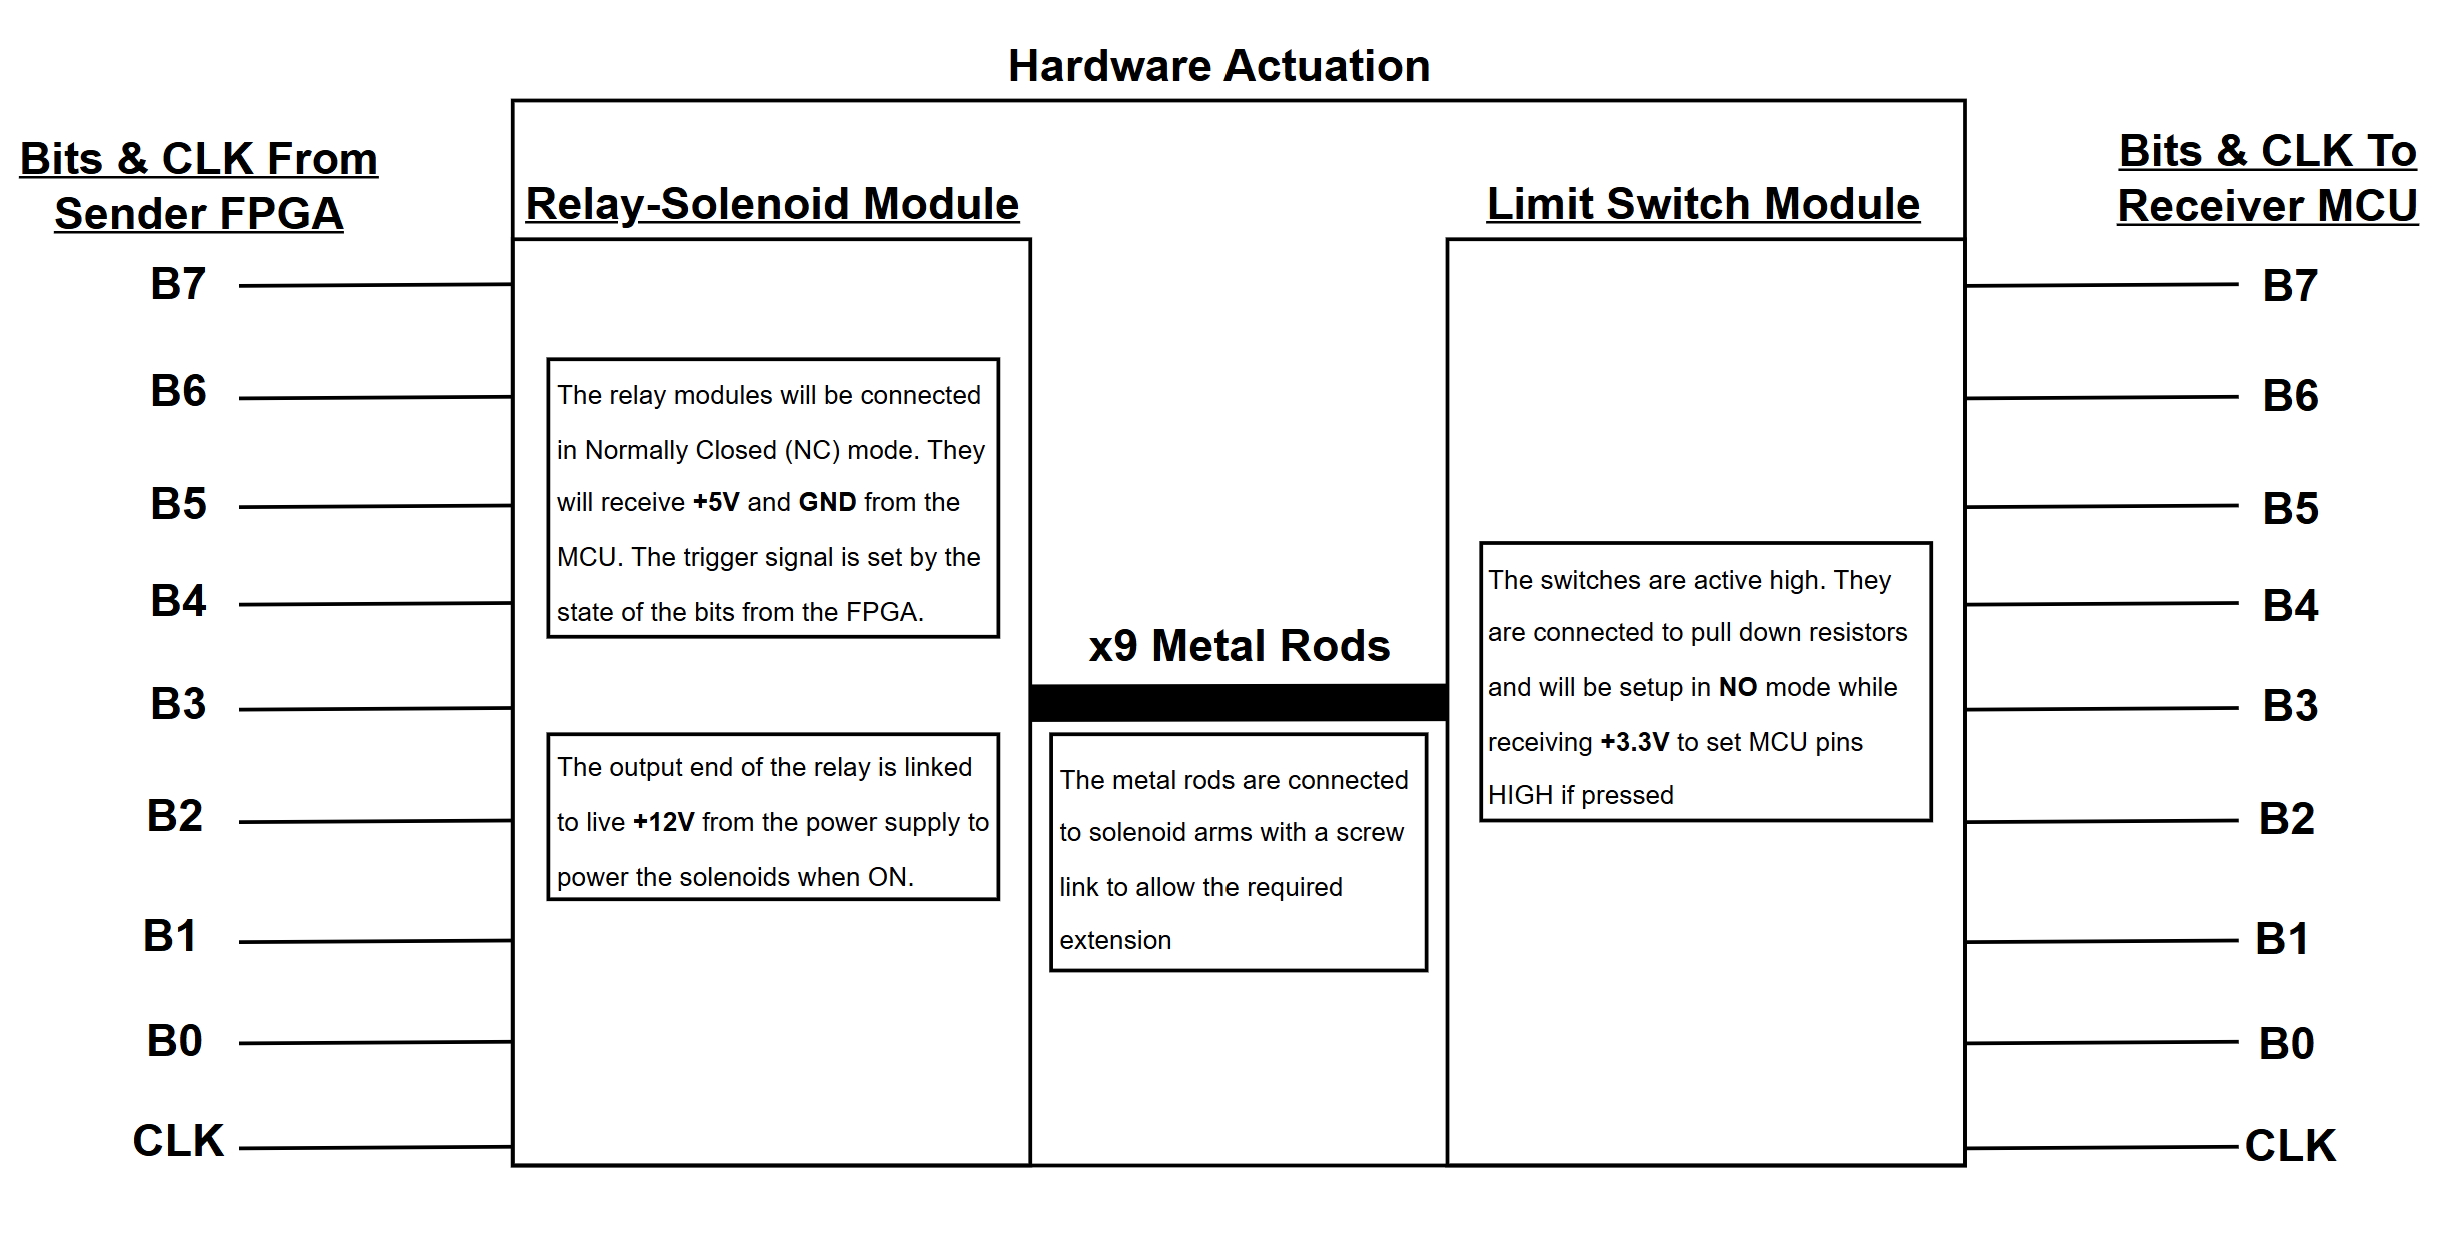 Hardware Actuation
Bits & CLK From
Sender FPGA
B7
B6
B5
B4
B3
B2
B1
B0
CLK
Relay-Solenoid Module
The relay modules will be connected
in Normally Closed (NC) mode. They
will receive +5V and GND from the
MCU. The trigger signal is set by the
state of the bits from the FPGA.
The output end of the relay is linked
to live +12V from the power supply to
power the solenoids when ON.
x9 Metal Rods
The metal rods are connected
to solenoid arms with a screw
link to allow the required
extension
Limit Switch Module
The switches are active high. They
are connected to pull down resistors
and will be setup in NO mode while
receiving +3.3V to set MCU pins
HIGH if pressed
Bits & CLK To
Receiver MCU
B7
B6
B5
B4
B3
B2
B1
B0
CLK